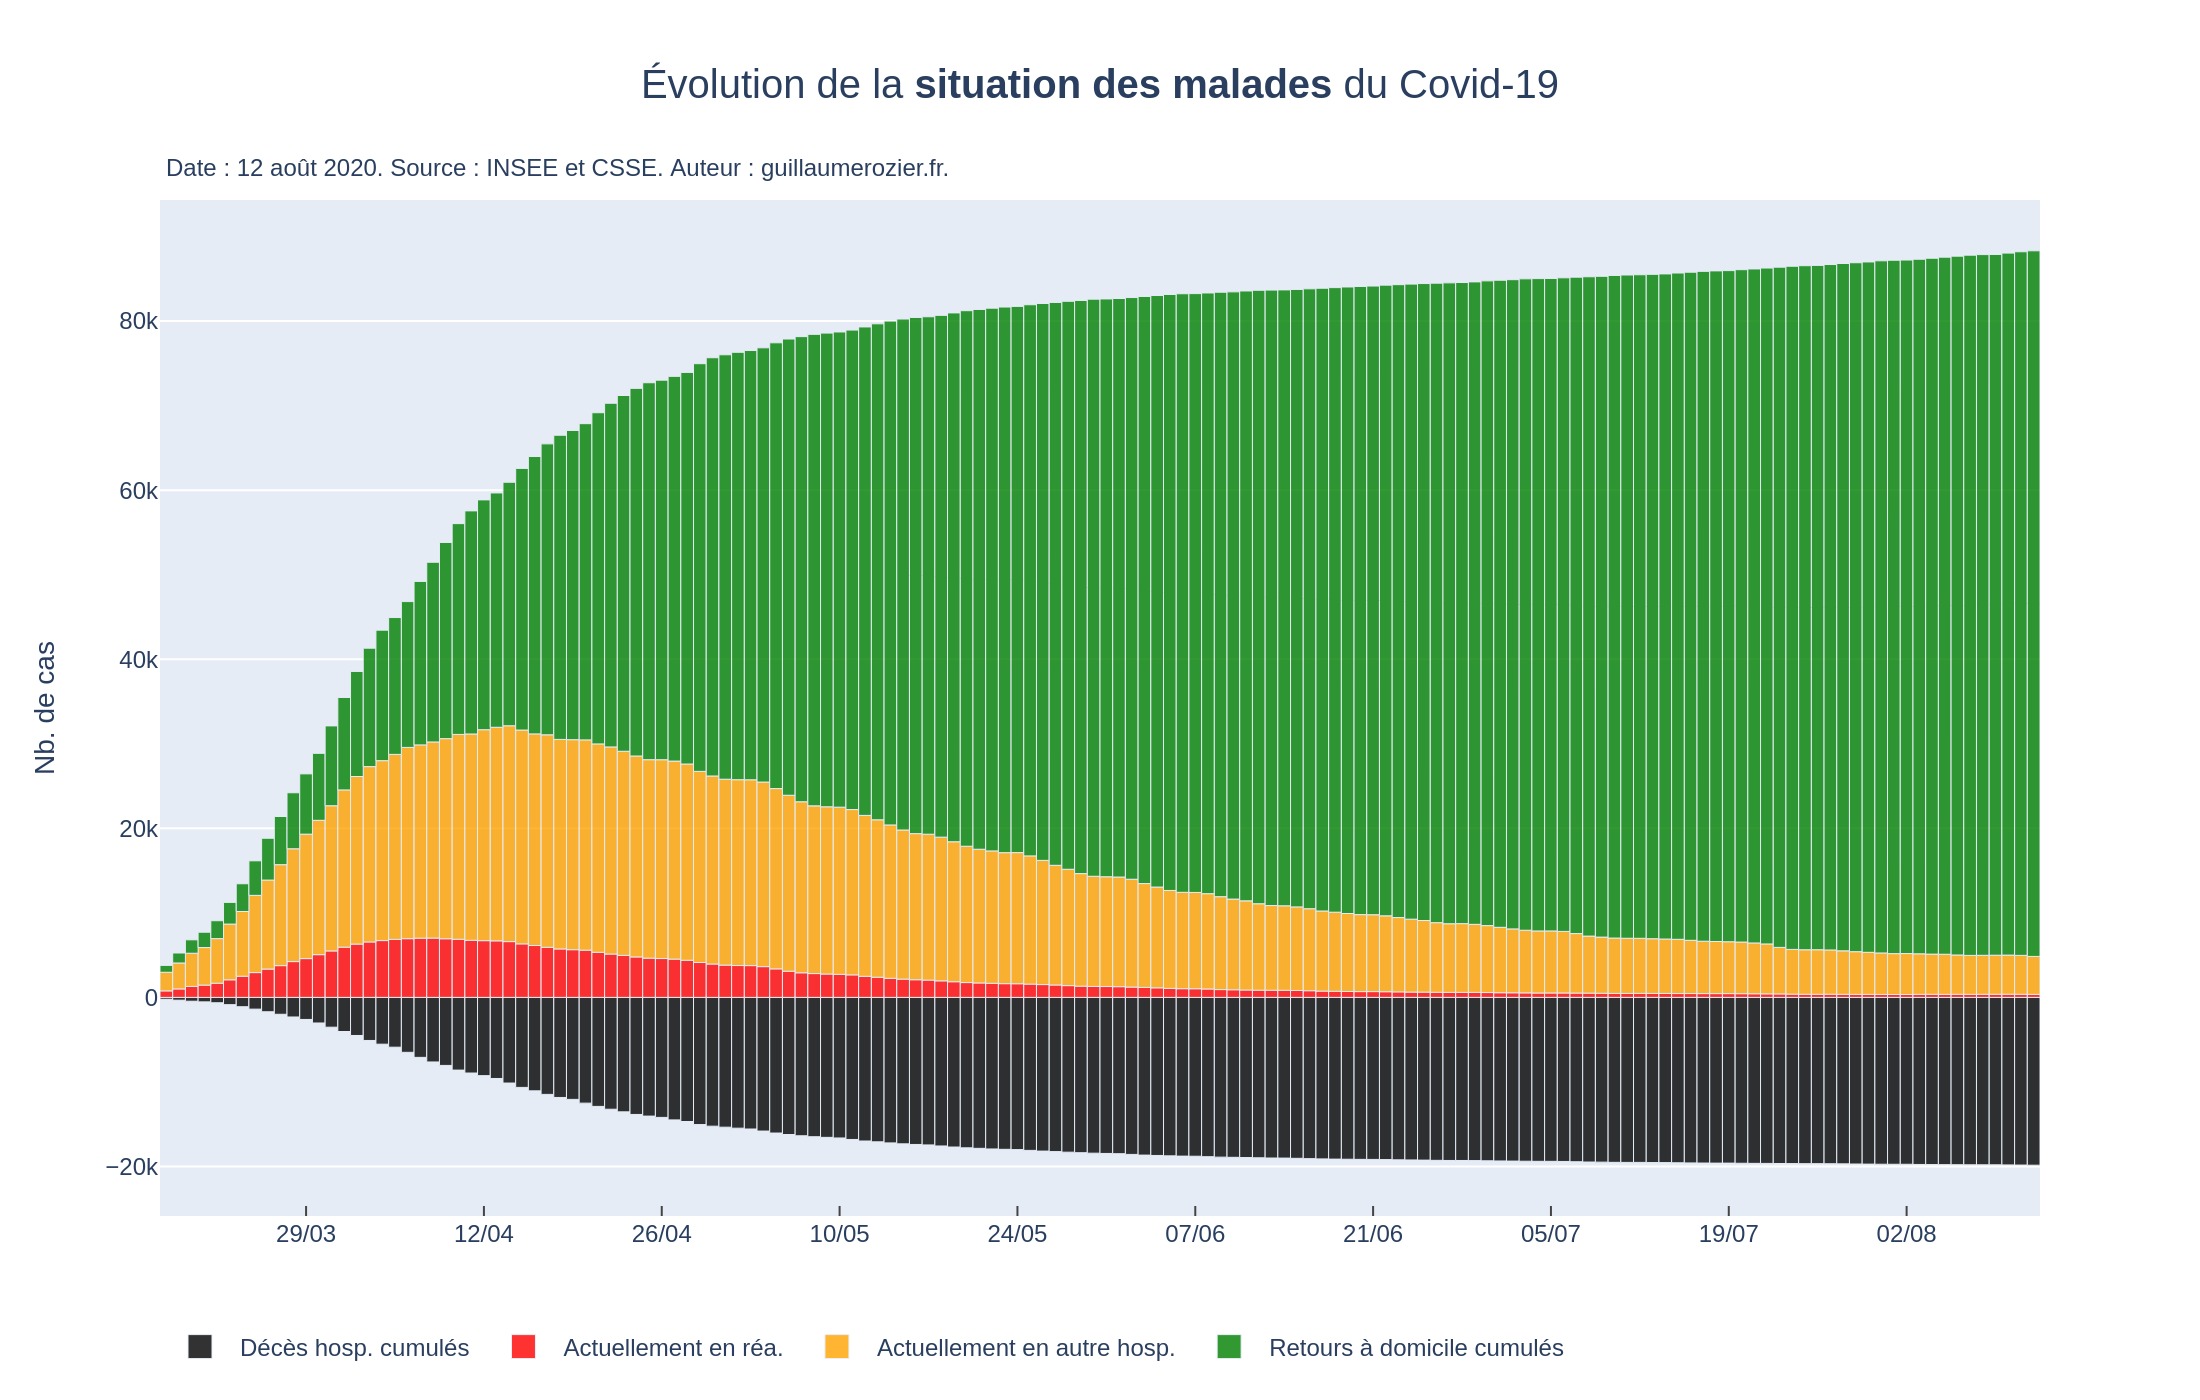 Évolution de la situation des malades du Covid-19
Date : 12 août 2020. Source : INSEE et CSSE. Auteur : guillaumerozier.fr.
Nb. de cas
80k
60k
40k
20k
0
−20k
29/03 12/04 26/04 10/05 24/05 07/06 21/06 05/07 19/07 02/08
Décès hosp. cumulés Actuellement en réa. Actuellement en autre hosp. Retours à domicile cumulés